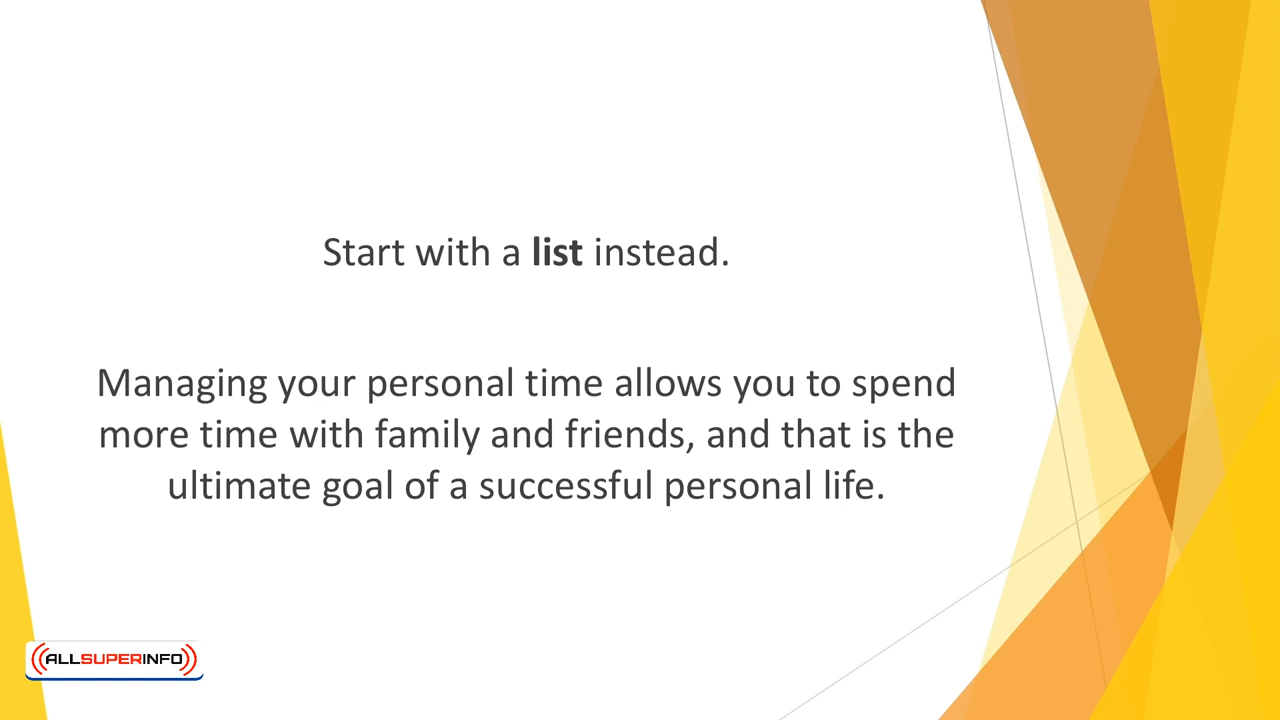 Start with a list instead.
Managing your personal time allows you to spend
more time with family and friends, and that is the
ultimate goal of a successful personal life.
((ALLSUPERINFO))